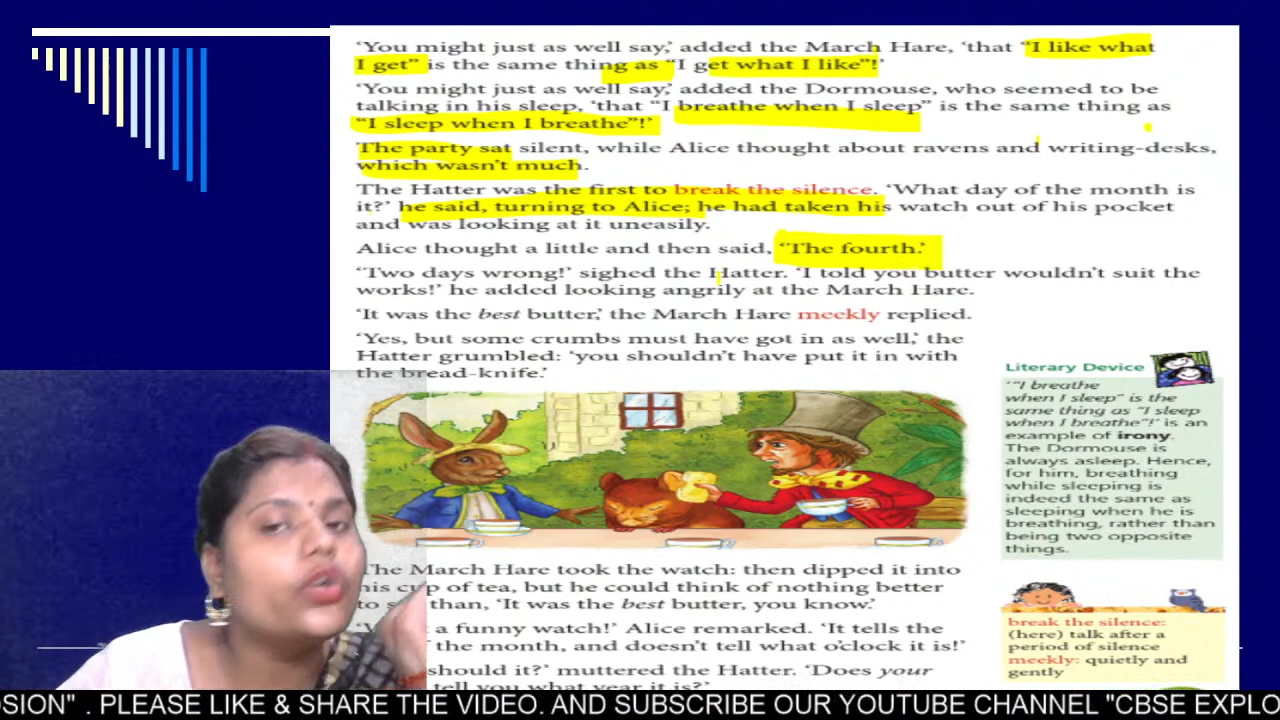 ‘You might just as well say,’ added the March Hare, ‘that “I like what
I get” is the same thing as “I get what I like”!’
‘You might just as well say,’ added the Dormouse, who seemed to be
talking in his sleep, ‘that “I breathe when I sleep” is the same thing as
“I sleep when I breathe”!’
The party sat silent, while Alice thought about ravens and writing-desks,
which wasn’t much.
The Hatter was the first to break the silence. ‘What day of the month is
it?’ he said, turning to Alice; he had taken his watch out of his pocket
and was looking at it uneasily.
Alice thought a little and then said, ‘The fourth.’
‘Two days wrong!’ sighed the Hatter. ‘I told you butter wouldn’t suit the
works!’ he added looking angrily at the March Hare.
‘It was the best butter,’ the March Hare meekly replied.
‘Yes, but some crumbs must have got in as well,’ the
Hatter grumbled: ‘you shouldn’t have put it in with
the bread-knife.’
Literary Device
‘“I breathe
when I sleep” is the
same thing as “I sleep
when I breathe”!’ is an
example of irony.
The Dormouse is
always asleep. Hence,
for him, breathing
while sleeping is
indeed the same as
sleeping when he is
breathing, rather than
being two opposite
things.
The March Hare took the watch: then dipped it into
his cup of tea, but he could think of nothing better
to than, ‘It was the best butter, you know.’
a funny watch!’ Alice remarked. ‘It tells the
the month, and doesn’t tell what o’clock it is!’
should it?’ muttered the Hatter. ‘Does your
tell you what year it is?’
break the silence:
(here) talk after a
period of silence
meekly: quietly and
gently
OSION" . PLEASE LIKE & SHARE THE VIDEO. AND SUBSCRIBE OUR YOUTUBE CHANNEL "CBSE EXPLO